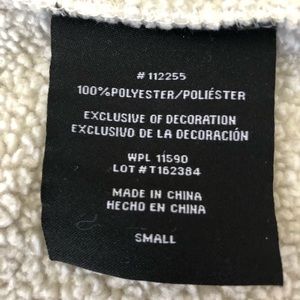 # 112255
100%POLYESTER/POLIÉSTER
EXCLUSIVE OF DECORATION
EXCLUSIVO DE LA DECORACIÓN
WPL 11590
LOT #T162384
MADE IN CHINA
HECHO EN CHINA
SMALL